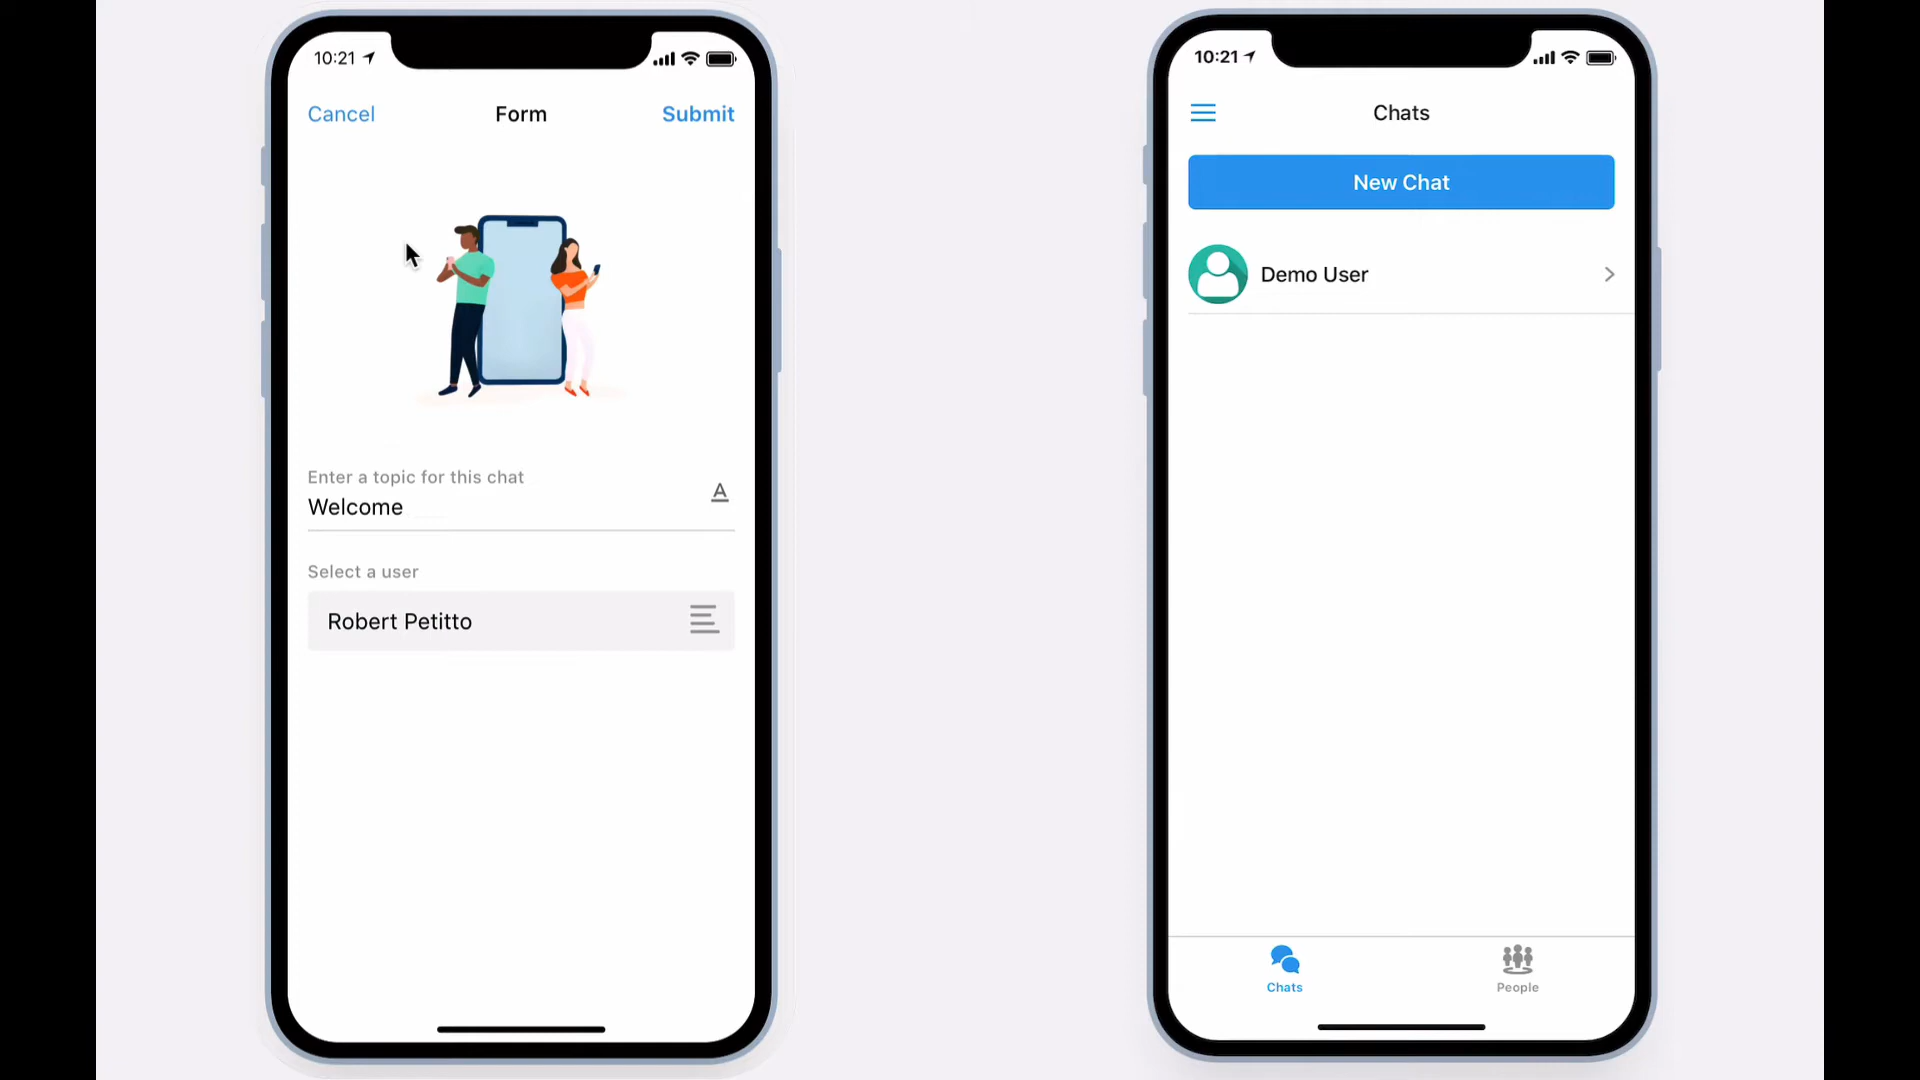 10:21
Cancel
Form
Submit
Enter a topic for this chat
Welcome
A
Select a user
Robert Petitto
10:21
Chats
New Chat
Demo User
Chats
People